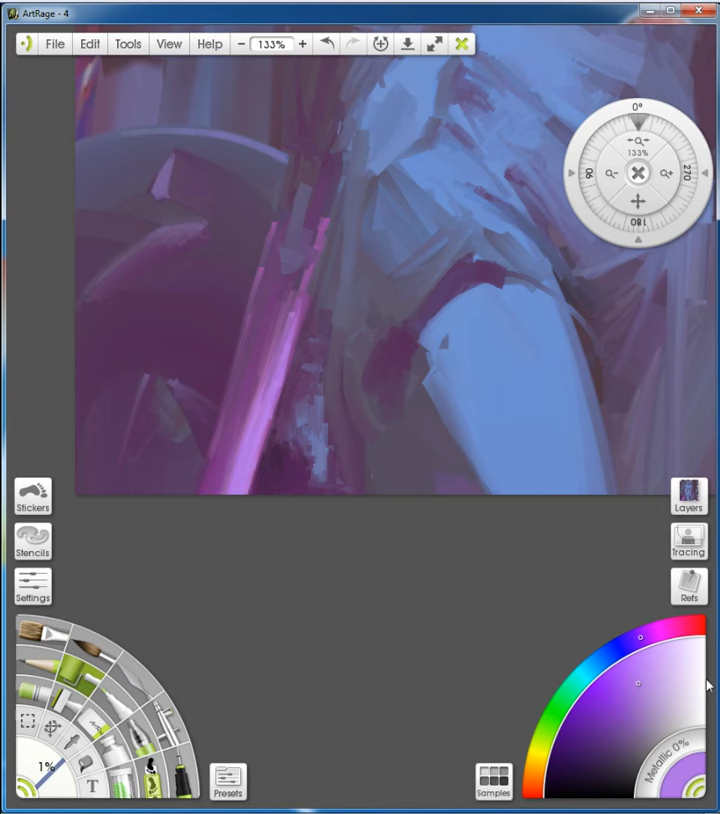 ArtRage - 4
File Edit Tools View Help − 133% +
0°
133%
90
270
180
Stickers
Stencils
Settings
Layers
Tracing
Refs
1%
T
Presets
Samples
Metallic 0%